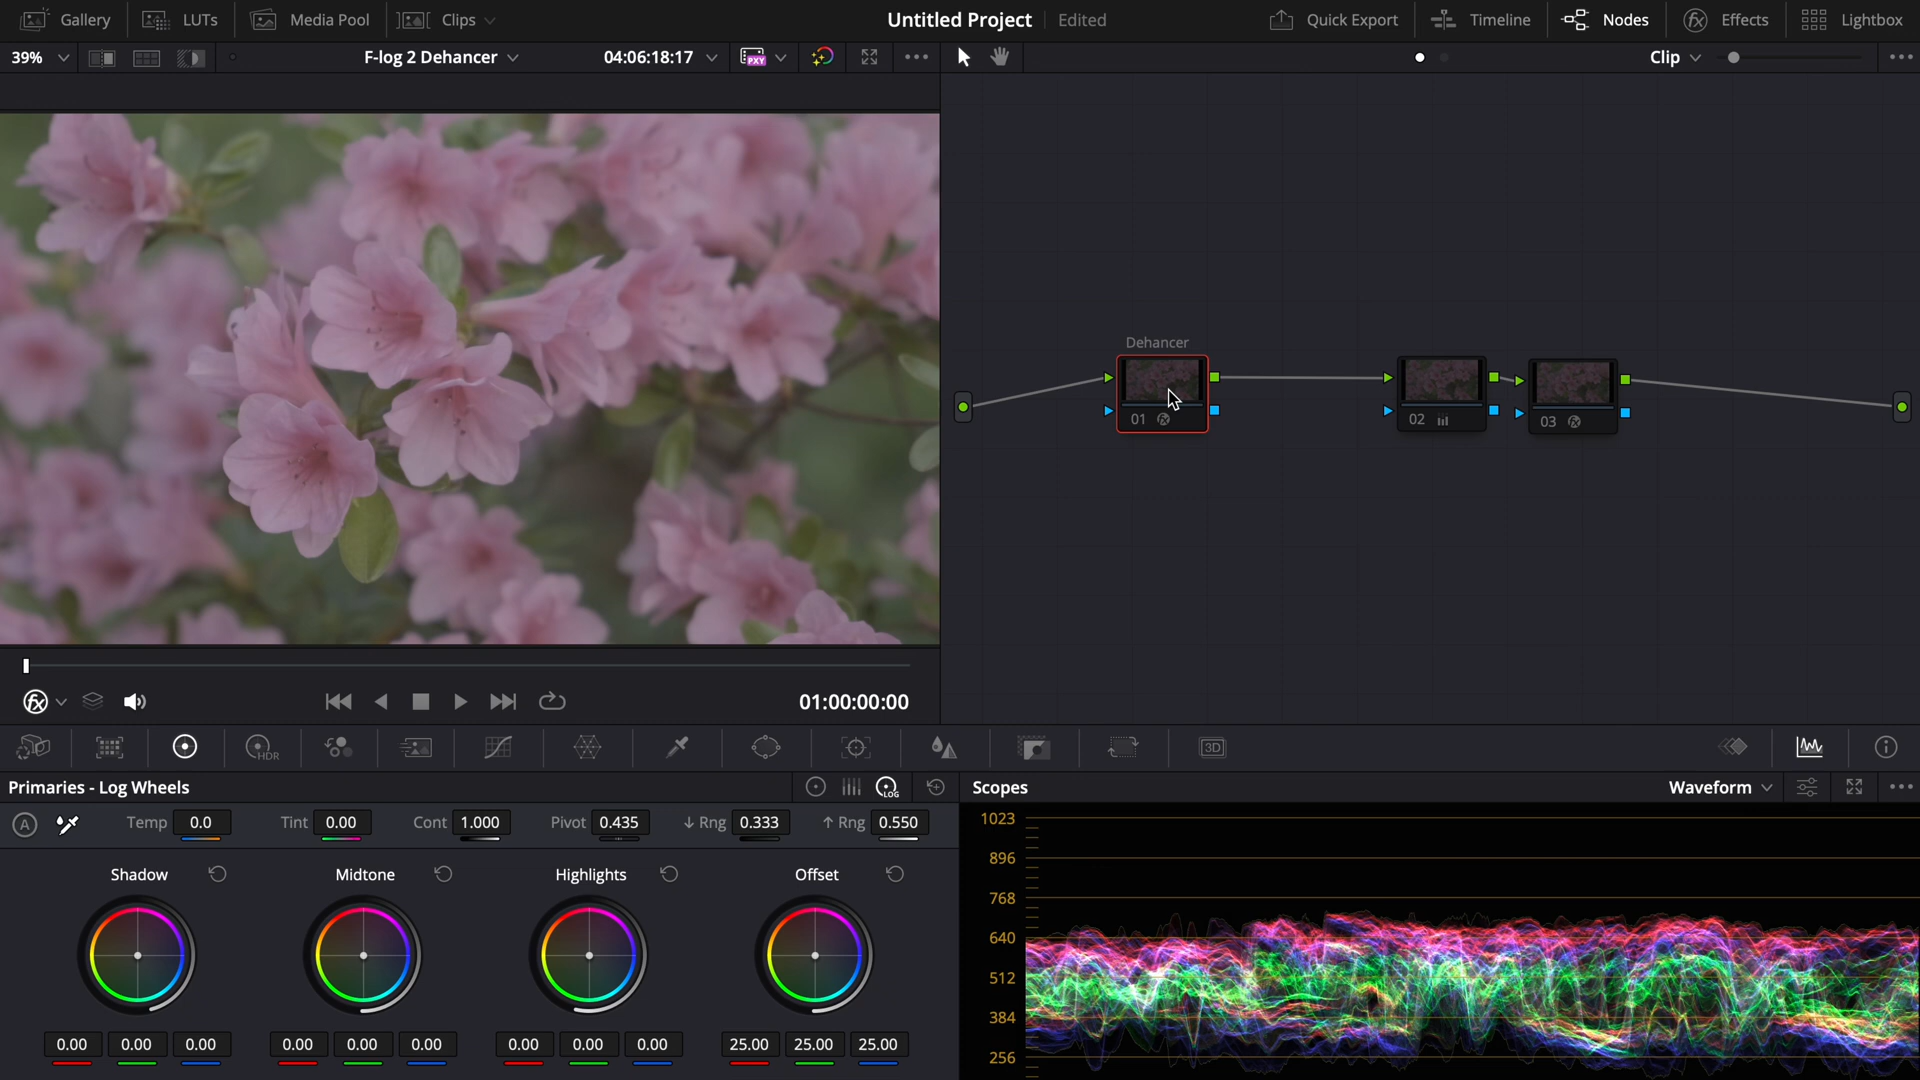 Gallery LUTs Media Pool Clips Untitled Project Edited Quick Export Timeline Nodes Effects Lightbox
39% F-log 2 Dehancer 04:06:18:17 PXY Clip
Dehancer
01 02 03
01:00:00:00
HDR 3D
Primaries - Log Wheels LOG Scopes Waveform
A Temp 0.0 Tint 0.00 Cont 1.000 Pivot 0.435 ↓ Rng 0.333 ↑ Rng 0.550
Shadow Midtone Highlights Offset
0.00 0.00 0.00 0.00 0.00 0.00 0.00 0.00 0.00 25.00 25.00 25.00
1023
896
768
640
512
384
256